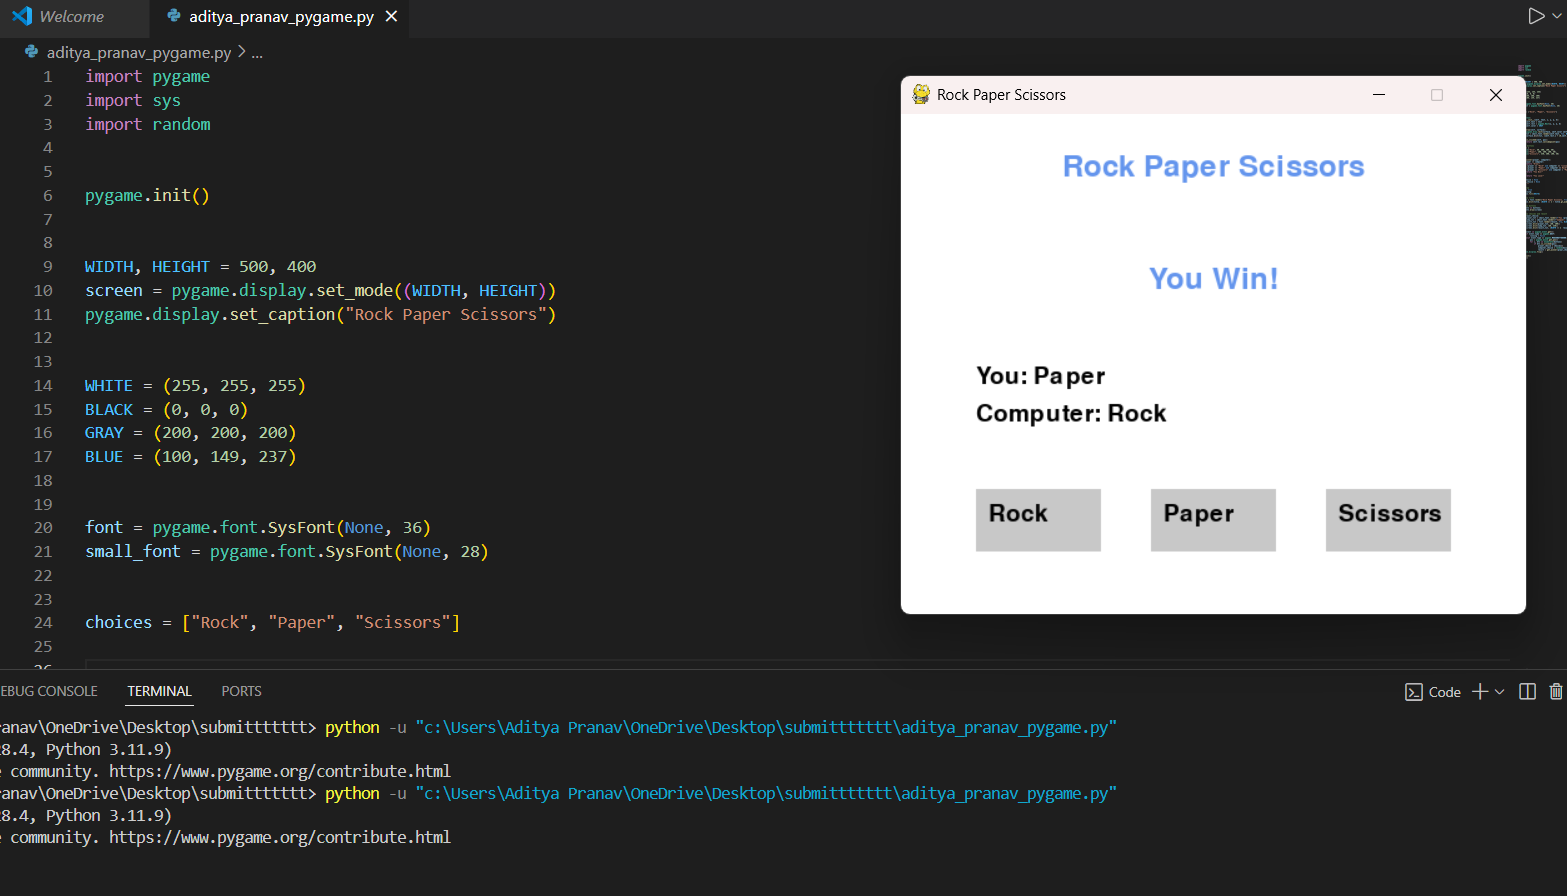 Welcome
aditya_pranav_pygame.py
aditya_pranav_pygame.py > ...
1 import pygame
2 import sys
3 import random
4
5
6 pygame.init()
7
8
9 WIDTH, HEIGHT = 500, 400
10 screen = pygame.display.set_mode((WIDTH, HEIGHT))
11 pygame.display.set_caption("Rock Paper Scissors")
12
13
14 WHITE = (255, 255, 255)
15 BLACK = (0, 0, 0)
16 GRAY = (200, 200, 200)
17 BLUE = (100, 149, 237)
18
19
20 font = pygame.font.SysFont(None, 36)
21 small_font = pygame.font.SysFont(None, 28)
22
23
24 choices = ["Rock", "Paper", "Scissors"]
25
Rock Paper Scissors
Rock Paper Scissors
You Win!
You: Paper
Computer: Rock
Rock Paper Scissors
EBUG CONSOLE TERMINAL PORTS Code
ranav\OneDrive\Desktop\submittttttt> python -u "c:\Users\Aditya Pranav\OneDrive\Desktop\submittttttt\aditya_pranav_pygame.py"
28.4, Python 3.11.9)
e community. https://www.pygame.org/contribute.html
ranav\OneDrive\Desktop\submittttttt> python -u "c:\Users\Aditya Pranav\OneDrive\Desktop\submittttttt\aditya_pranav_pygame.py"
28.4, Python 3.11.9)
e community. https://www.pygame.org/contribute.html